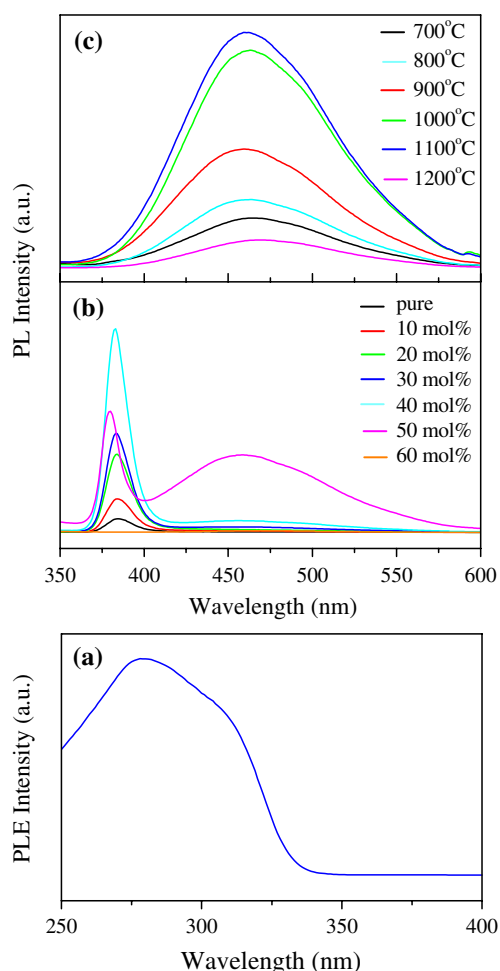 (c)
700°C
800°C
900°C
1000°C
1100°C
1200°C
PL Intensity (a.u.)
(b)
pure
10 mol%
20 mol%
30 mol%
40 mol%
50 mol%
60 mol%
350 400 450 500 550 600
Wavelength (nm)
(a)
PLE Intensity (a.u.)
250 300 350 400
Wavelength (nm)